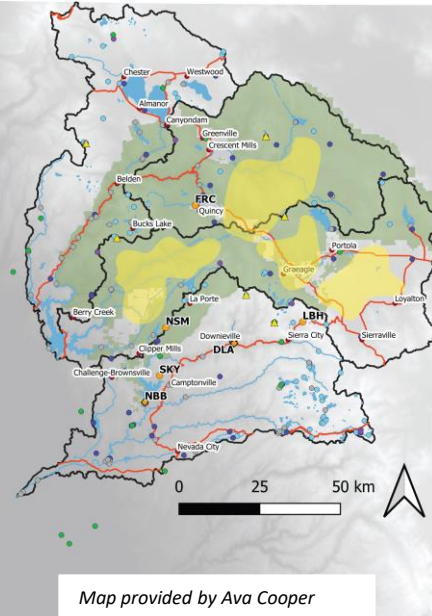 Chester
Westwood
Almanor
Canyondam
Greenville
Crescent Mills
Belden
FRC
Quincy
Bucks Lake
Portola
Graeagle
Berry Creek
La Porte
Loyalton
NSM
LBH
Downieville
Sierra City
Sierraville
Clipper Mills
DLA
Challenge-Brownsville
SKY
Camptonville
NBB
Nevada City
0 25 50 km
Map provided by Ava Cooper